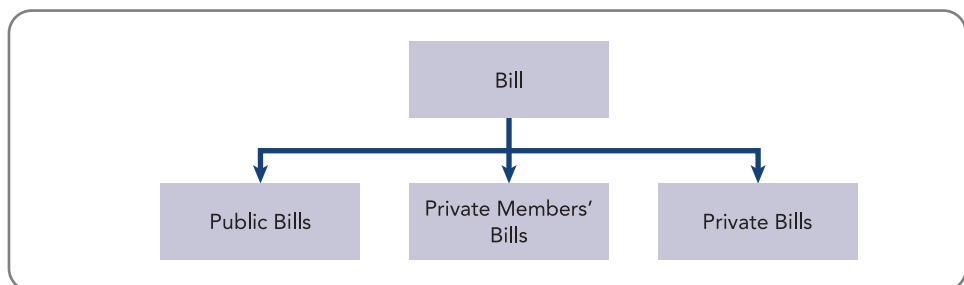 Bill
Public Bills
Private Members’
Bills
Private Bills